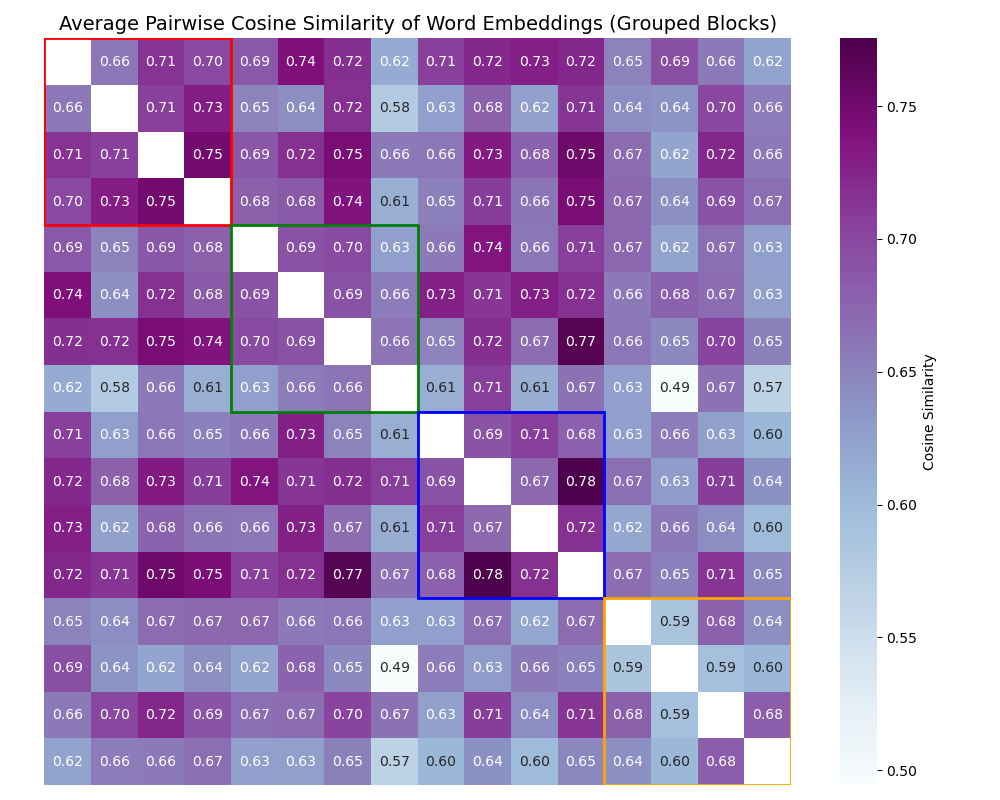 Average Pairwise Cosine Similarity of Word Embeddings (Grouped Blocks)
0.66 0.71 0.70 0.69 0.74 0.72 0.62 0.71 0.72 0.73 0.72 0.65 0.69 0.66 0.62
0.66 0.71 0.73 0.65 0.64 0.72 0.58 0.63 0.68 0.62 0.71 0.64 0.64 0.70 0.66
0.71 0.71 0.75 0.69 0.72 0.75 0.66 0.66 0.73 0.68 0.75 0.67 0.62 0.72 0.66
0.70 0.73 0.75 0.68 0.68 0.74 0.61 0.65 0.71 0.66 0.75 0.67 0.64 0.69 0.67
0.69 0.65 0.69 0.68 0.69 0.70 0.63 0.66 0.74 0.66 0.71 0.67 0.62 0.67 0.63
0.74 0.64 0.72 0.68 0.69 0.69 0.66 0.73 0.71 0.73 0.72 0.66 0.68 0.67 0.63
0.72 0.72 0.75 0.74 0.70 0.69 0.66 0.65 0.72 0.67 0.77 0.66 0.65 0.70 0.65
0.62 0.58 0.66 0.61 0.63 0.66 0.66 0.61 0.71 0.61 0.67 0.63 0.49 0.67 0.57
0.71 0.63 0.66 0.65 0.66 0.73 0.65 0.61 0.69 0.71 0.68 0.63 0.66 0.63 0.60
0.72 0.68 0.73 0.71 0.74 0.71 0.72 0.71 0.69 0.67 0.78 0.67 0.63 0.71 0.64
0.73 0.62 0.68 0.66 0.66 0.73 0.67 0.61 0.71 0.67 0.72 0.62 0.66 0.64 0.60
0.72 0.71 0.75 0.75 0.71 0.72 0.77 0.67 0.68 0.78 0.72 0.67 0.65 0.71 0.65
0.65 0.64 0.67 0.67 0.67 0.66 0.66 0.63 0.63 0.67 0.62 0.67 0.59 0.68 0.64
0.69 0.64 0.62 0.64 0.62 0.68 0.65 0.49 0.66 0.63 0.66 0.65 0.59 0.59 0.60
0.66 0.70 0.72 0.69 0.67 0.67 0.70 0.67 0.63 0.71 0.64 0.71 0.68 0.59 0.68
0.62 0.66 0.66 0.67 0.63 0.63 0.65 0.57 0.60 0.64 0.60 0.65 0.64 0.60 0.68
0.75
0.70
0.65
0.60
0.55
0.50
Cosine Similarity